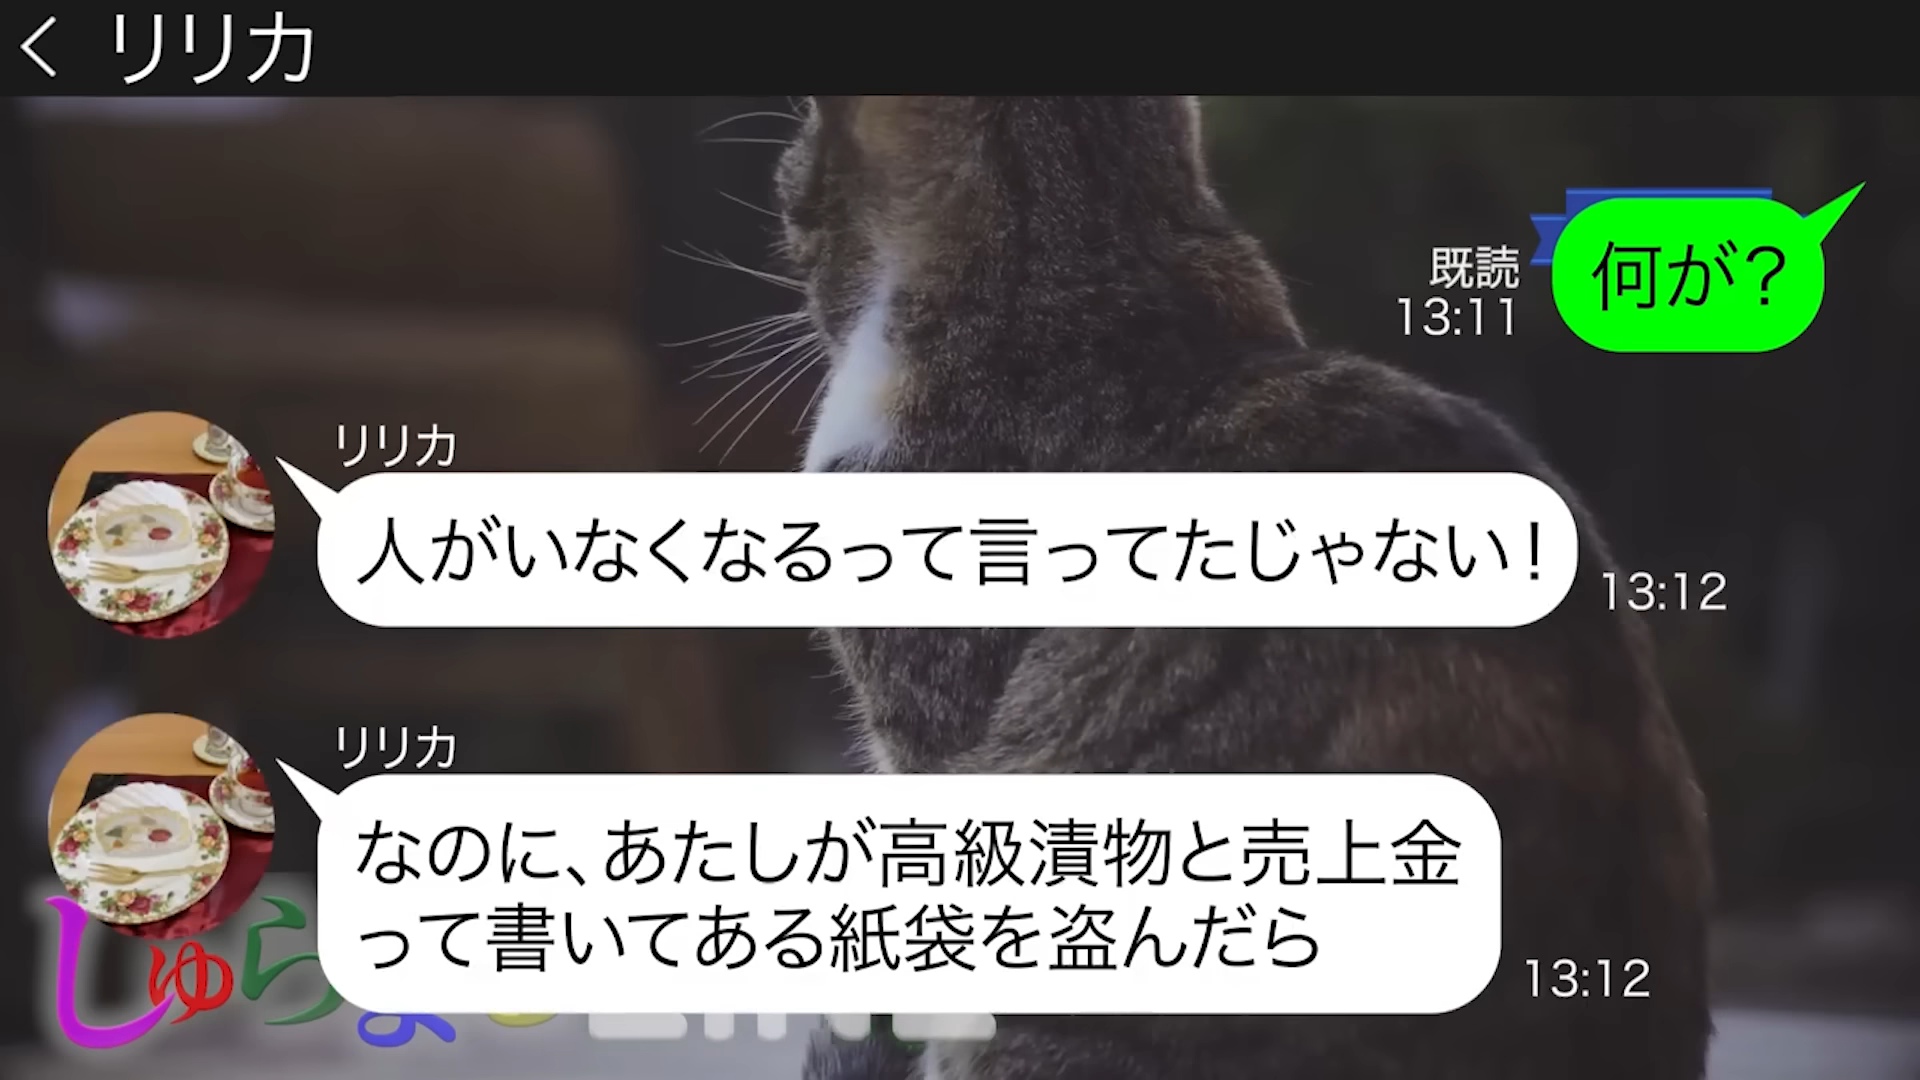 リリカ
何が?
既読
13:11
リリカ
人がいなくなるって言ってたじゃない!
13:12
リリカ
なのに、あたしが高級漬物と売上金
って書いてある紙袋を盗んだら
13:12
しゅら